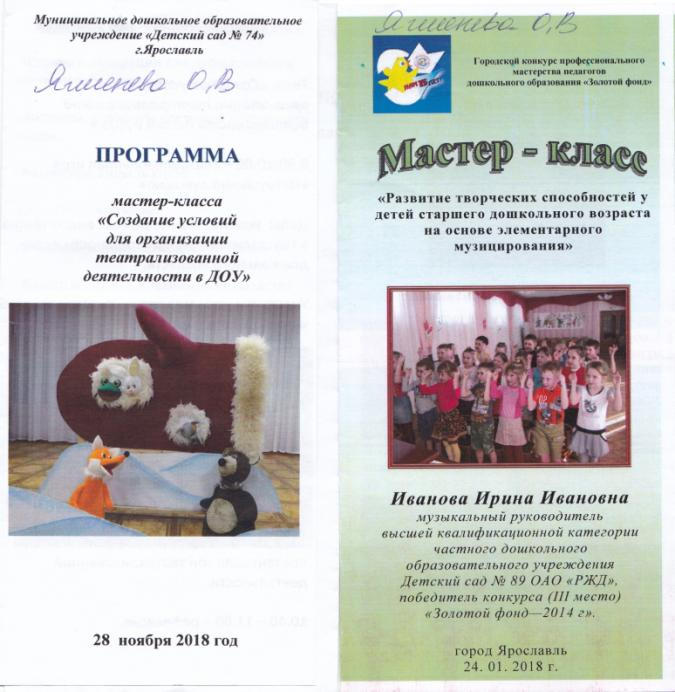 Муниципальное дошкольное образовательное
учреждение «Детский сад № 74»
г.Ярославль
О,В
ПРОГРАММА
мастер-класса
«Создание условий
для организации
театрализованной
деятельности в ДОУ»
28 ноября 2018 год
О,В
Городской конкурс профессионального
мастерства педагогов
дошкольного образования «Золотой фонд»
Мастер - класс
«Развитие творческих способностей у
детей старшего дошкольного возраста
на основе элементарного
музицирования»
Иванова Ирина Ивановна
музыкальный руководитель
высшей квалификационной категории
частного дошкольного
образовательного учреждения
Детский сад № 89 ОАО «РЖД»,
победитель конкурса (III место)
«Золотой фонд—2014 г».
город Ярославль
24. 01. 2018 г.